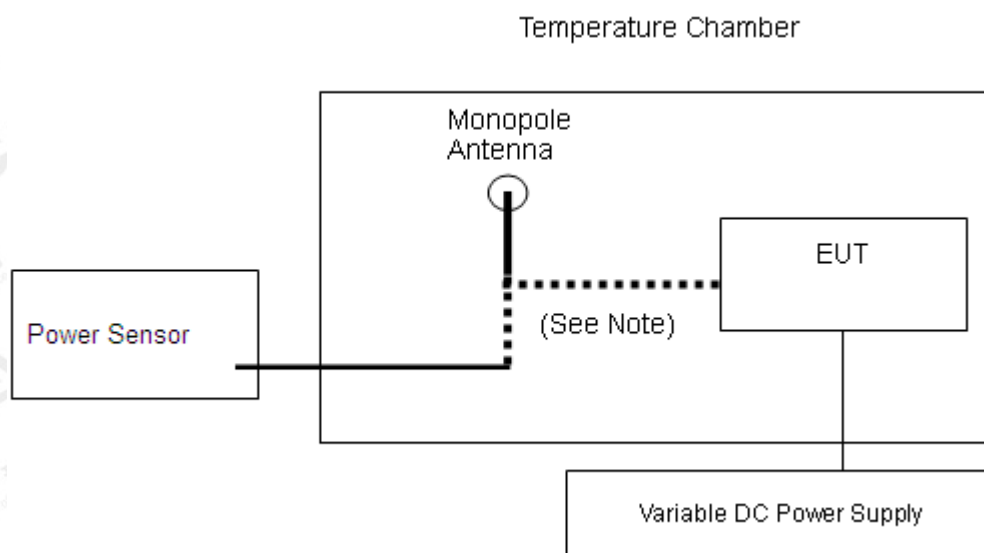 Temperature Chamber
Monopole
Antenna
EUT
(See Note)
Power Sensor
Variable DC Power Supply